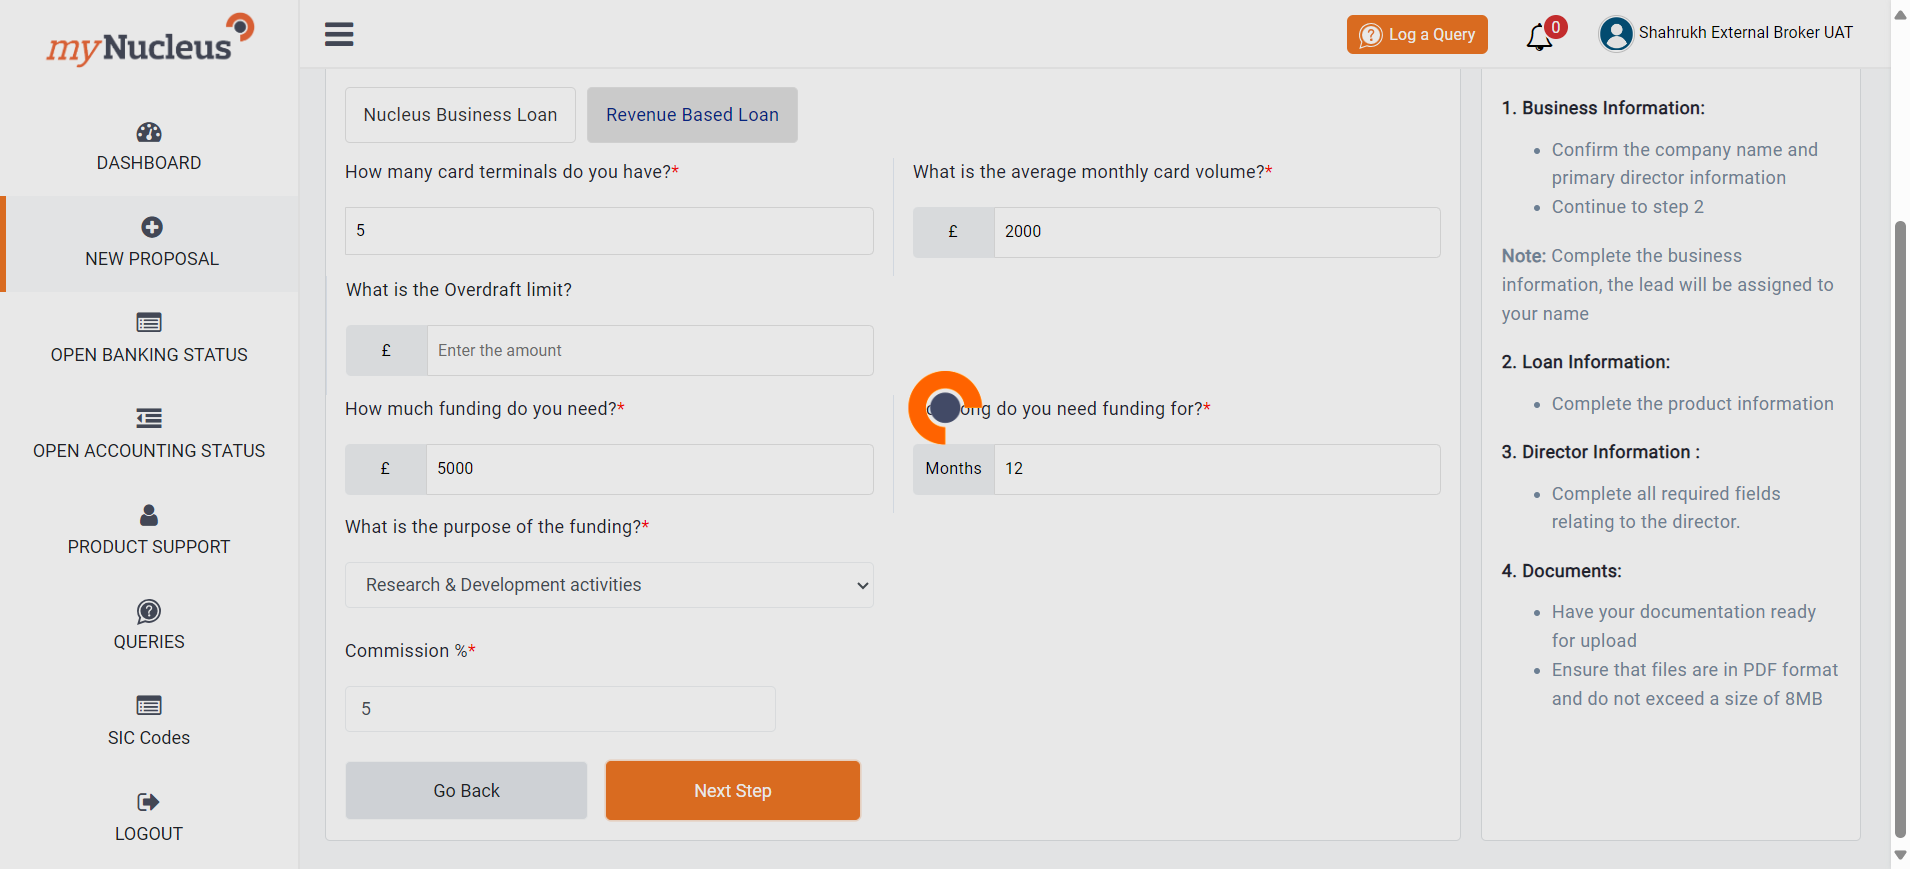 myNucleus
Log a Query
0
Shahrukh External Broker UAT
DASHBOARD
NEW PROPOSAL
OPEN BANKING STATUS
OPEN ACCOUNTING STATUS
PRODUCT SUPPORT
QUERIES
SIC Codes
LOGOUT
Nucleus Business Loan
Revenue Based Loan
How many card terminals do you have?*
5
What is the average monthly card volume?*
£ 2000
What is the Overdraft limit?
£ Enter the amount
How much funding do you need?*
£ 5000
ong do you need funding for?*
Months 12
What is the purpose of the funding?*
Research & Development activities
Commission %*
5
Go Back
Next Step
1. Business Information:
• Confirm the company name and
primary director information
• Continue to step 2
Note: Complete the business
information, the lead will be assigned to
your name
2. Loan Information:
• Complete the product information
3. Director Information :
• Complete all required fields
relating to the director.
4. Documents:
• Have your documentation ready
for upload
• Ensure that files are in PDF format
and do not exceed a size of 8MB